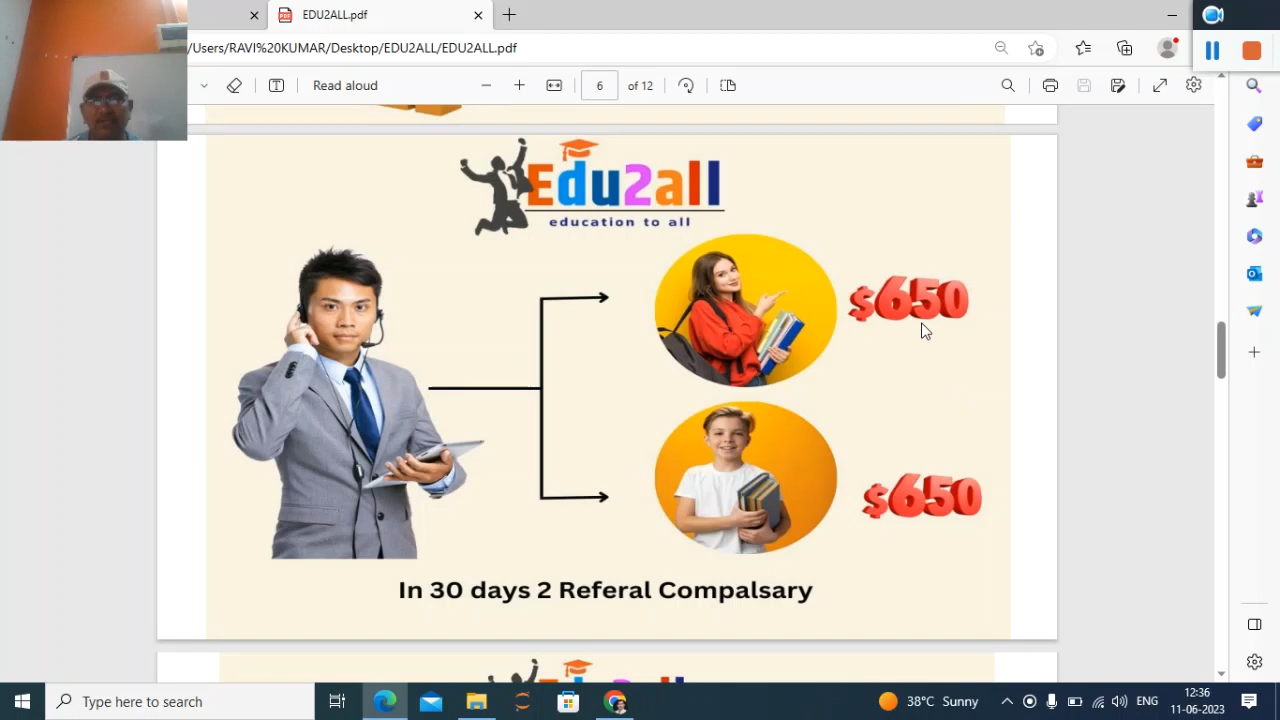 EDU2ALL.pdf
/Users/RAVI%20KUMAR/Desktop/EDU2ALL/EDU2ALL.pdf
Read aloud
6
of 12
Edu2all
education to all
$650
$650
In 30 days 2 Referal Compalsary
Type here to search
38°C Sunny
ENG
12:36
11-06-2023